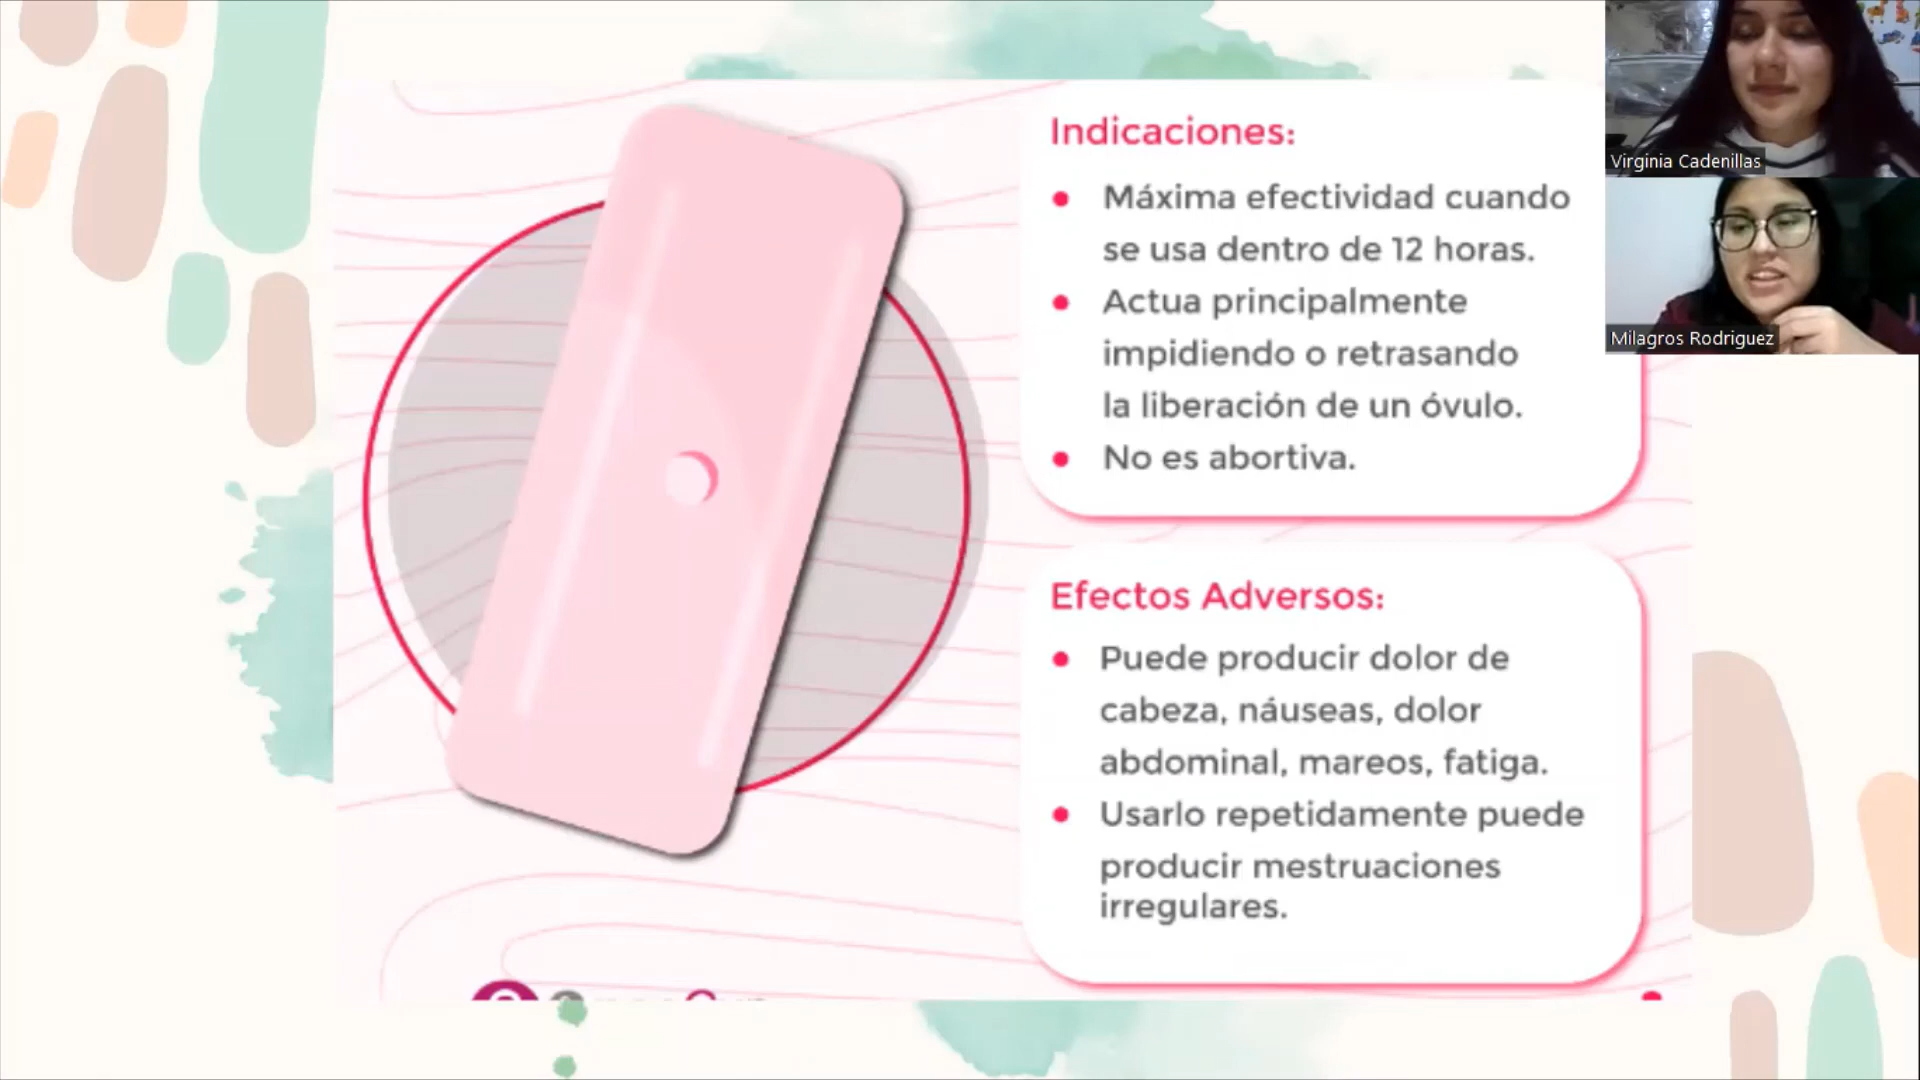 Indicaciones:
Máxima efectividad cuando
se usa dentro de 12 horas.
Actua principalmente
impidiendo o retrasando
la liberación de un óvulo.
No es abortiva.
Efectos Adversos:
Puede producir dolor de
cabeza, náuseas, dolor
abdominal, mareos, fatiga.
Usarlo repetidamente puede
producir mestruaciones
irregulares.
Virginia Cadenillas
Milagros Rodriguez